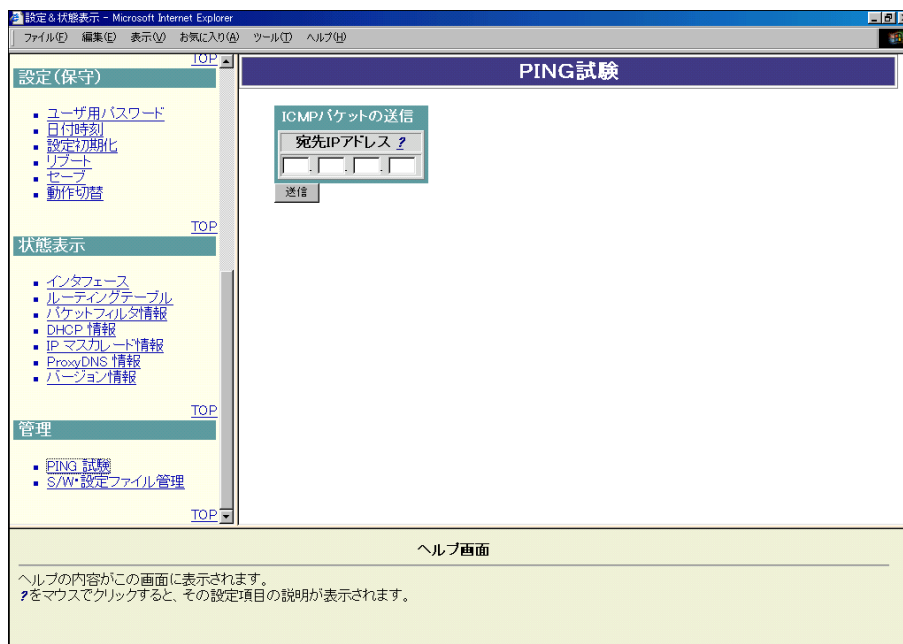 設定&状態表示 - Microsoft Internet Explorer
ファイル(F) 編集(E) 表示(V) お気に入り(A) ツール(T) ヘルプ(H)
TOP
設定(保守)
ユーザ用パスワード
日付時刻
設定初期化
リブート
セーブ
動作切替
TOP
状態表示
インタフェース
ルーティングテーブル
パケットフィルタ情報
DHCP 情報
IP マスカレード情報
ProxyDNS 情報
バージョン情報
TOP
管理
PING 試験
S/W・設定ファイル管理
TOP
PING試験
ICMPパケットの送信
宛先IPアドレス ?
. . .
送信
ヘルプ画面
ヘルプの内容がこの画面に表示されます。
?をマウスでクリックすると、その設定項目の説明が表示されます。